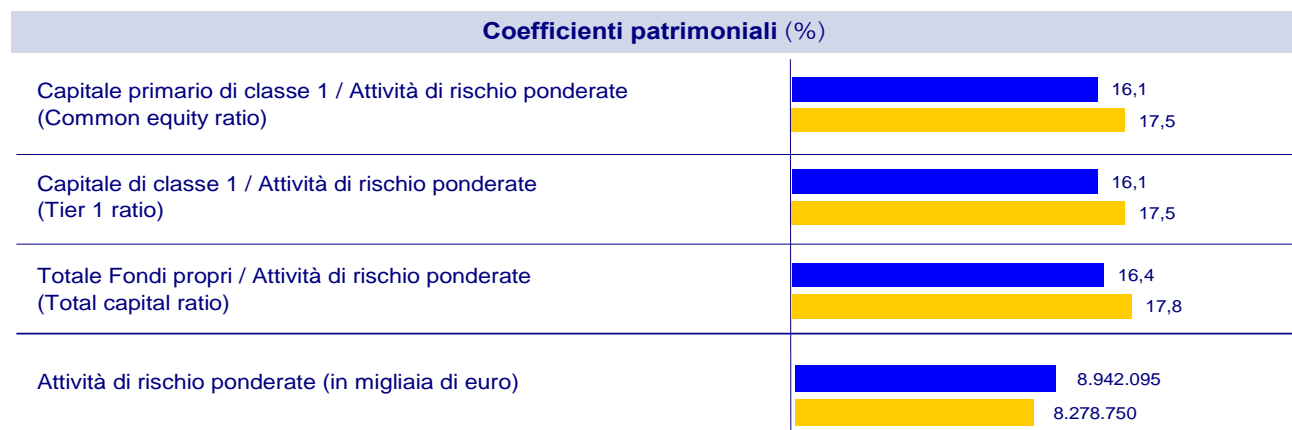 Coefficienti patrimoniali (%)
Capitale primario di classe 1 / Attività di rischio ponderate
(Common equity ratio)
16,1
17,5
Capitale di classe 1 / Attività di rischio ponderate
(Tier 1 ratio)
16,1
17,5
Totale Fondi propri / Attività di rischio ponderate
(Total capital ratio)
16,4
17,8
Attività di rischio ponderate (in migliaia di euro)
8.942.095
8.278.750